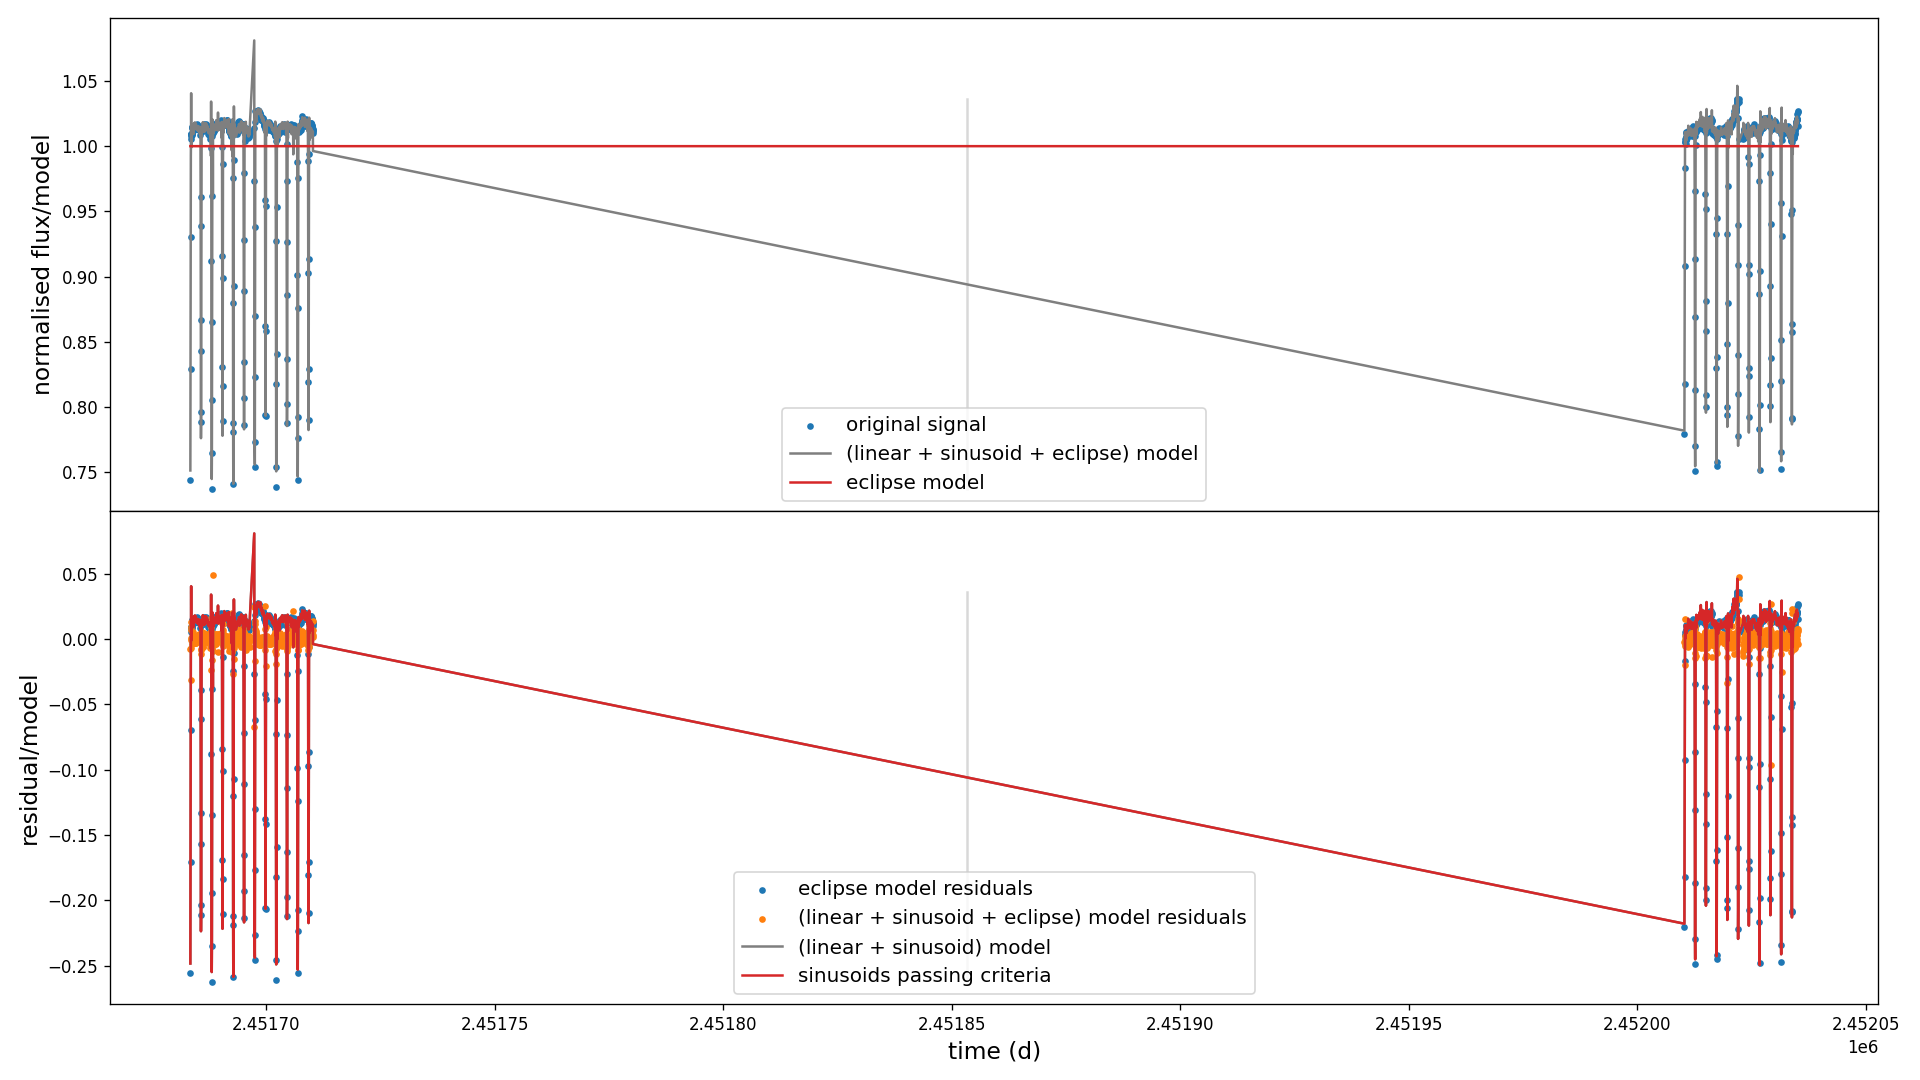 normalised flux/model
1.05
1.00
0.95
0.90
0.85
0.80
0.75
original signal
(linear + sinusoid + eclipse) model
eclipse model
residual/model
0.05
0.00
−0.05
−0.10
−0.15
−0.20
−0.25
eclipse model residuals
(linear + sinusoid + eclipse) model residuals
(linear + sinusoid) model
sinusoids passing criteria
2.45170 2.45175 2.45180 2.45185 2.45190 2.45195 2.45200 2.45205
time (d)
1e6